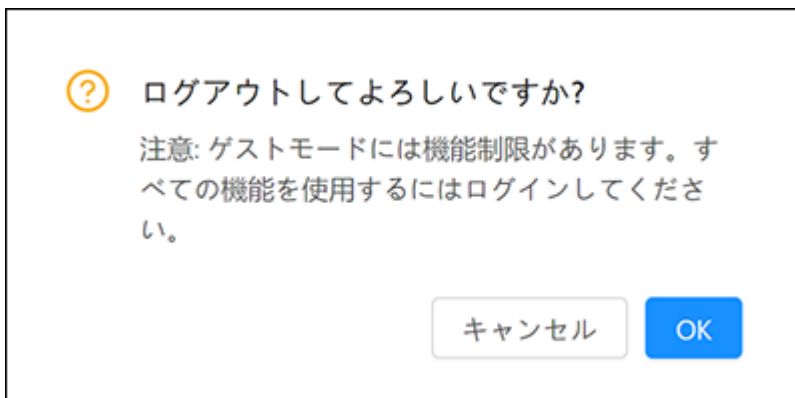 ログアウトしてよろしいですか?
注意: ゲストモードには機能制限があります。す
べての機能を使用するにはログインしてくださ
い。
キャンセル
OK